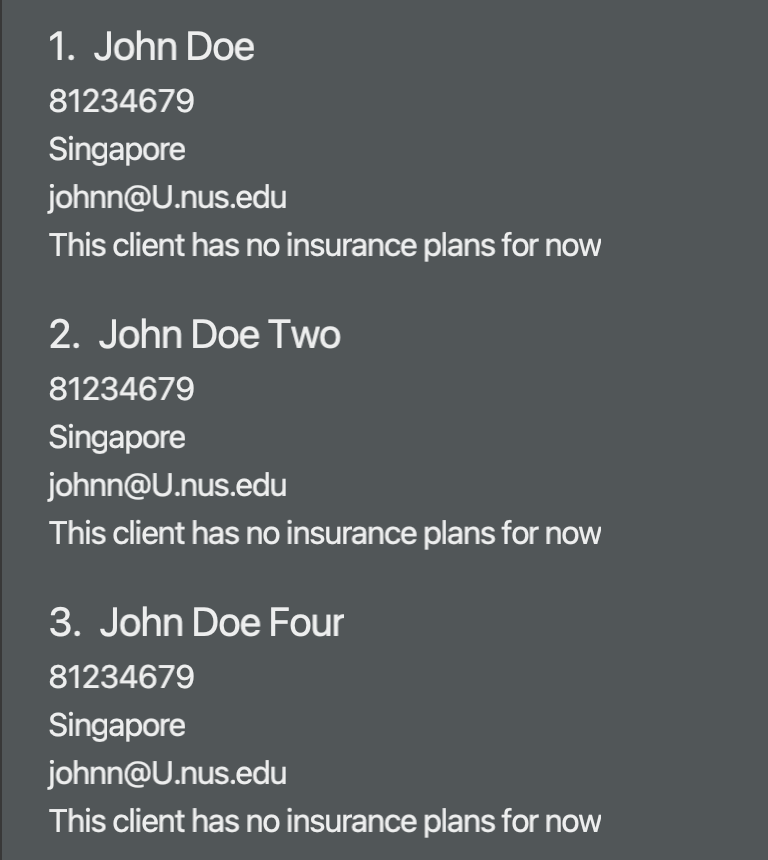 1. John Doe
81234679
Singapore
johnn@U.nus.edu
This client has no insurance plans for now
2. John Doe Two
81234679
Singapore
johnn@U.nus.edu
This client has no insurance plans for now
3. John Doe Four
81234679
Singapore
johnn@U.nus.edu
This client has no insurance plans for now